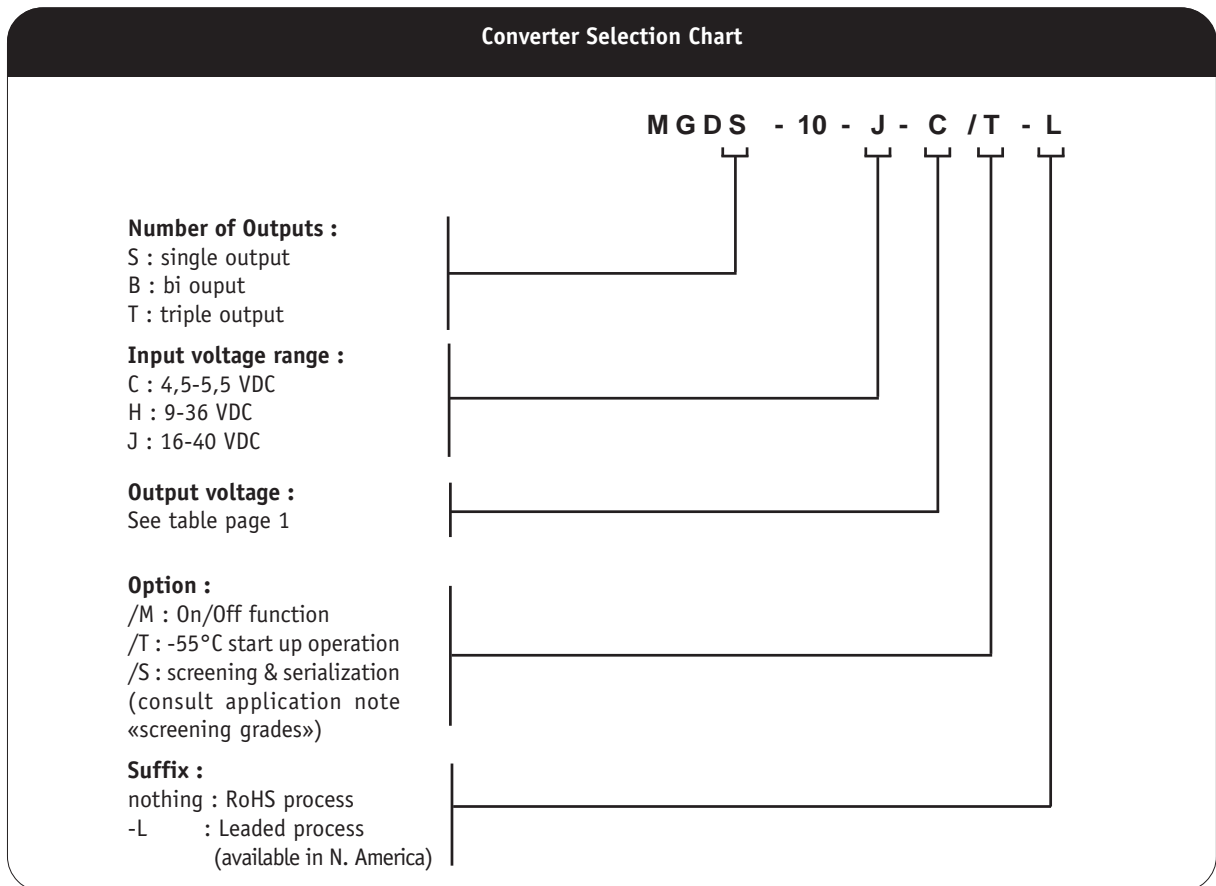 Converter Selection Chart
MGDS - 10 - J - C /T - L
Number of Outputs :
S : single output
B : bi ouput
T : triple output
Input voltage range :
C : 4,5-5,5 VDC
H : 9-36 VDC
J : 16-40 VDC
Output voltage :
See table page 1
Option :
/M : On/Off function
/T : -55°C start up operation
/S : screening & serialization
(consult application note
«screening grades»)
Suffix :
nothing : RoHS process
-L : Leaded process
(available in N. America)